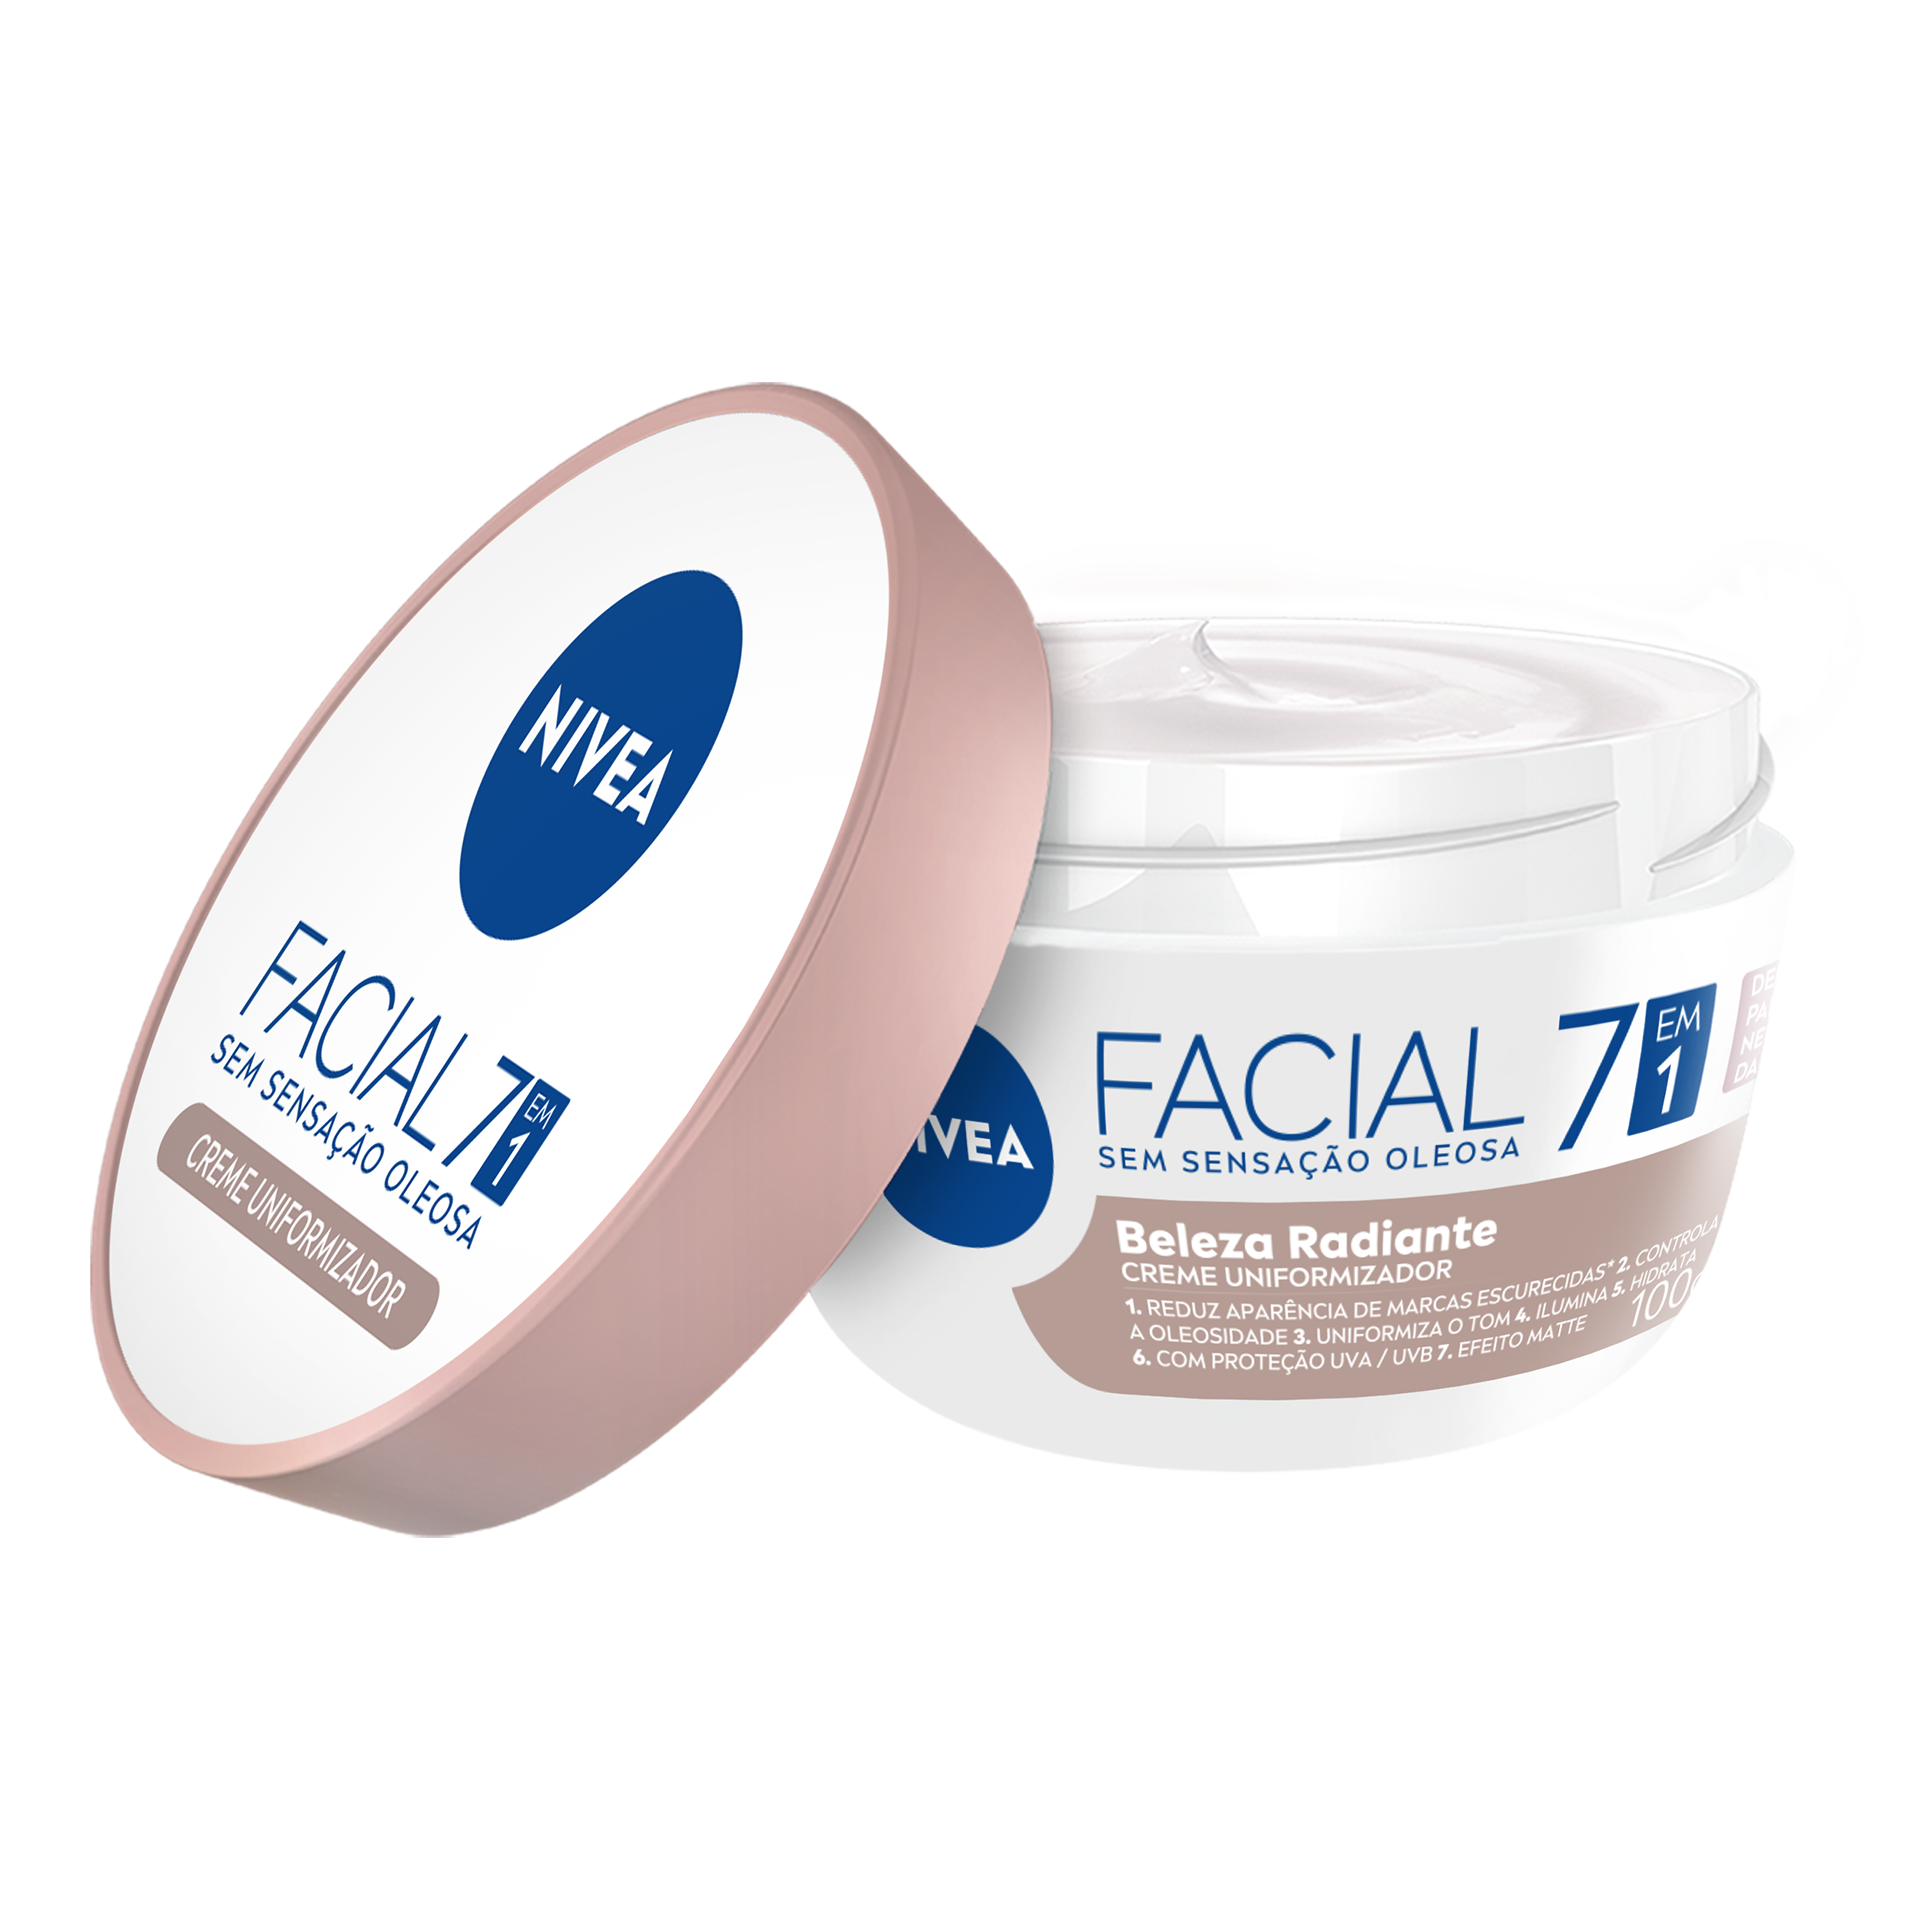 NIVEA
FACIAL 7 EM 1
SEM SENSAÇÃO OLEOSA
CREME UNIFORMIZADOR
FACIAL 7 EM 1
SEM SENSAÇÃO OLEOSA
Beleza Radiante
CREME UNIFORMIZADOR
1. REDUZ APARÊNCIA DE MARCAS ESCURECIDAS* 2. CONTROLA
A OLEOSIDADE 3. UNIFORMIZA O TOM 4. ILUMINA 5. HIDRATA
6. COM PROTEÇÃO UVA / UVB 7. EFEITO MATTE